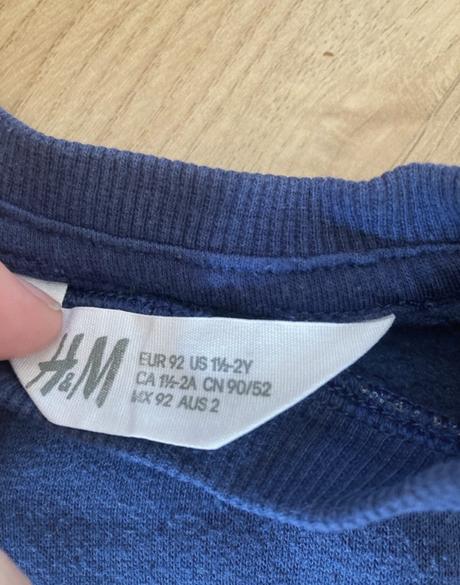 H&M
EUR 92 US 1½-2Y
CA 1½-2A CN 90/52
MX 92 AUS 2